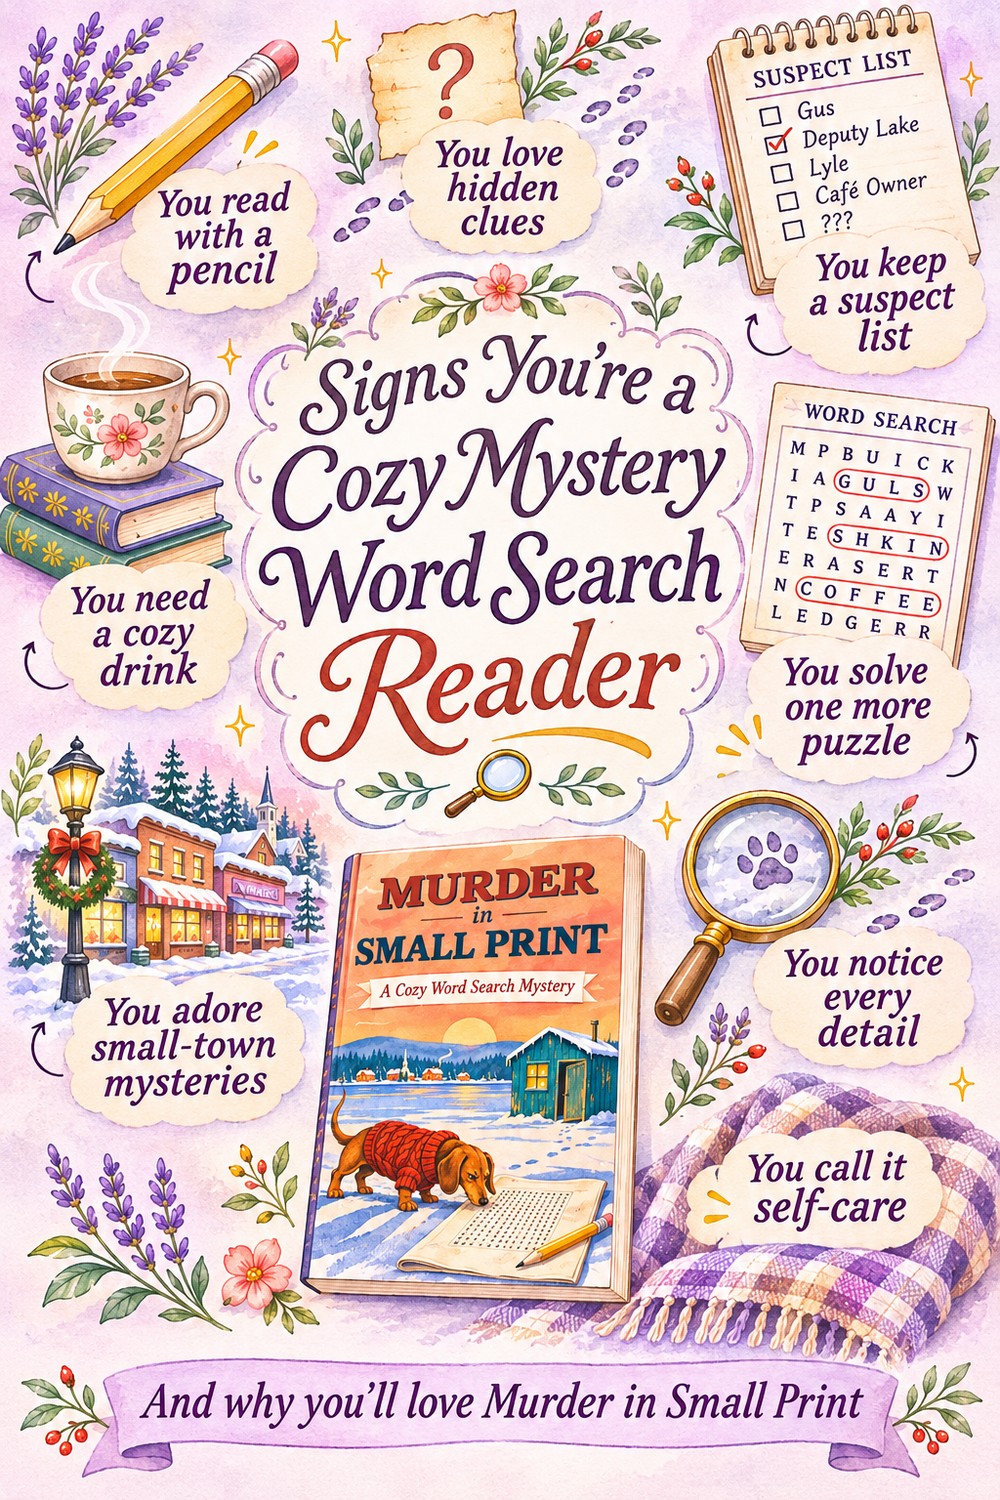 ?
You read
with a
pencil
You love
hidden
clues
SUSPECT LIST
Gus
Deputy Lake
Lyle
Café Owner
???
You keep
a suspect
list
Signs You're a
Cozy Mystery
Word Search
Reader
WORD SEARCH
M P B U I C K
I A G U L S W
T P S A A Y I
T E S H K I N
E R A S E R T
N C O F F E E
L E D G E R R
You need
a cozy
drink
You solve
one more
puzzle
MURDER
in
SMALL PRINT
A Cozy Word Search Mystery
You adore
small-town
mysteries
You notice
every
detail
You call it
self-care
And why you'll love Murder in Small Print